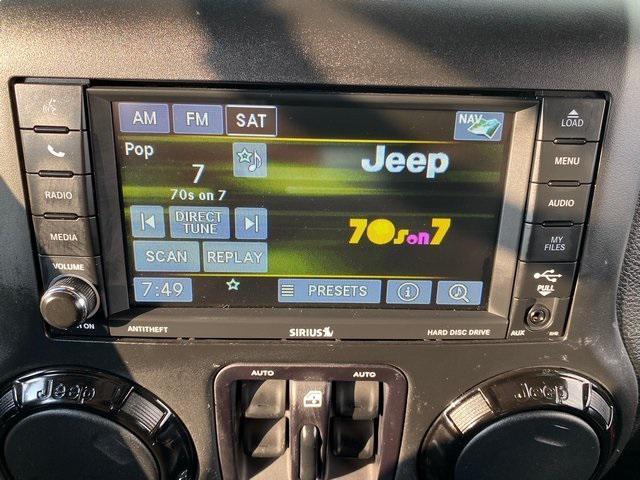 AM FM SAT NAV
Pop
7
70s on 7
Jeep
DIRECT
TUNE
70s on 7
SCAN REPLAY
7:49 PRESETS
RADIO
MEDIA
VOLUME
ON
LOAD
MENU
AUDIO
MY
FILES
PULL
AUX
ANTITHEFT SIRIUS HARD DISC DRIVE
AUTO AUTO
Jeep Jeep